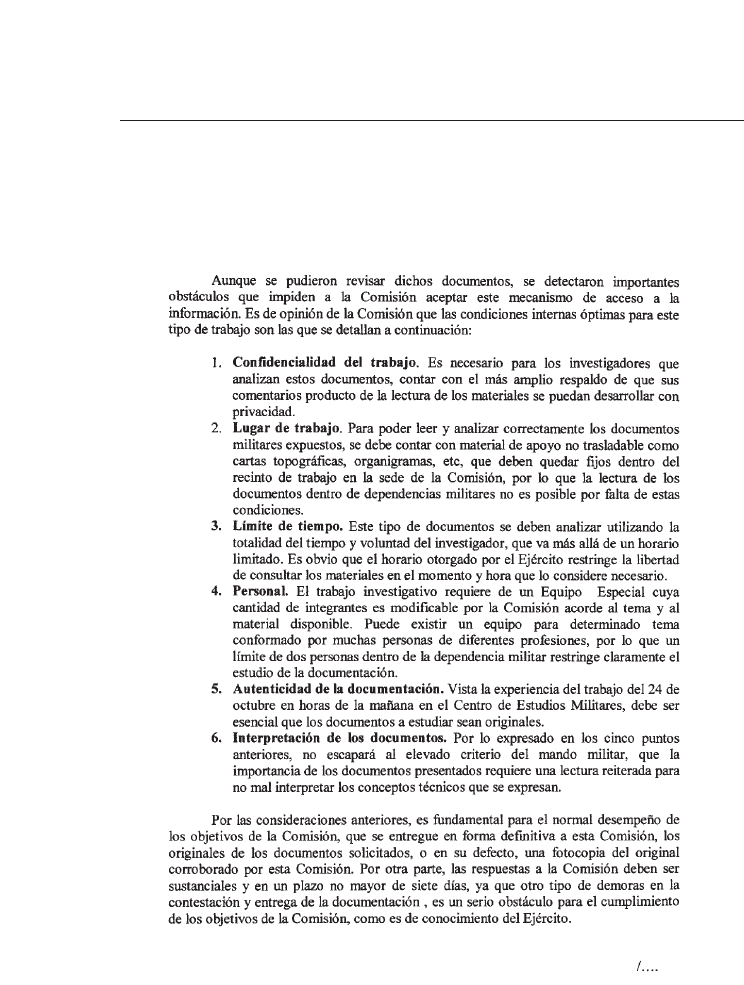 Aunque se pudieron revisar dichos documentos, se detectaron importantes
obstáculos que impiden a la Comisión aceptar este mecanismo de acceso a la
información. Es de opinión de la Comisión que las condiciones internas óptimas para este
tipo de trabajo son las que se detallan a continuación:
1. Confidencialidad del trabajo. Es necesario para los investigadores que
analizan estos documentos, contar con el más amplio respaldo de que sus
comentarios producto de la lectura de los materiales se puedan desarrollar con
privacidad.
2. Lugar de trabajo. Para poder leer y analizar correctamente los documentos
militares expuestos, se debe contar con material de apoyo no trasladable como
cartas topográficas, organigramas, etc, que deben quedar fijos dentro del
recinto de trabajo en la sede de la Comisión, por lo que la lectura de los
documentos dentro de dependencias militares no es posible por falta de estas
condiciones.
3. Límite de tiempo. Este tipo de documentos se deben analizar utilizando la
totalidad del tiempo y voluntad del investigador, que va más allá de un horario
limitado. Es obvio que el horario otorgado por el Ejército restringe la libertad
de consultar los materiales en el momento y hora que lo considere necesario.
4. Personal. El trabajo investigativo requiere de un Equipo Especial cuya
cantidad de integrantes es modificable por la Comisión acorde al tema y al
material disponible. Puede existir un equipo para determinado tema
conformado por muchas personas de diferentes profesiones, por lo que un
límite de dos personas dentro de la dependencia militar restringe claramente el
estudio de la documentación.
5. Autenticidad de la documentación. Vista la experiencia del trabajo del 24 de
octubre en horas de la mañana en el Centro de Estudios Militares, debe ser
esencial que los documentos a estudiar sean originales.
6. Interpretación de los documentos. Por lo expresado en los cinco puntos
anteriores, no escapará al elevado criterio del mando militar, que la
importancia de los documentos presentados requiere una lectura reiterada para
no mal interpretar los conceptos técnicos que se expresan.
Por las consideraciones anteriores, es fundamental para el normal desempeño de
los objetivos de la Comisión, que se entregue en forma definitiva a esta Comisión, los
originales de los documentos solicitados, o en su defecto, una fotocopia del original
corroborado por esta Comisión. Por otra parte, las respuestas a la Comisión deben ser
sustanciales y en un plazo no mayor de siete días, ya que otro tipo de demoras en la
contestación y entrega de la documentación , es un serio obstáculo para el cumplimiento
de los objetivos de la Comisión, como es de conocimiento del Ejército.
/....